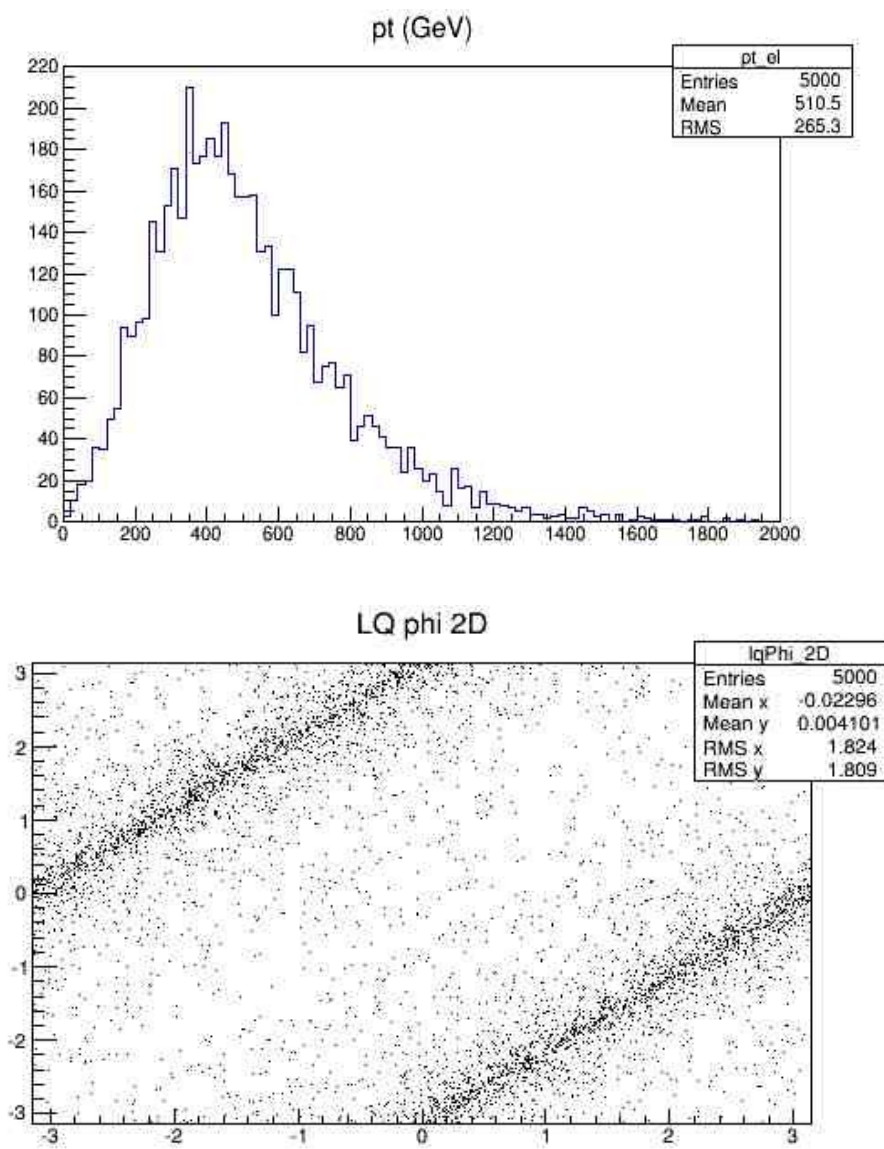 pt (GeV)
pt_el
Entries 5000
Mean 510.5
RMS 265.3
220
200
180
160
140
120
100
80
60
40
20
0
0 200 400 600 800 1000 1200 1400 1600 1800 2000
LQ phi 2D
lqPhi_2D
Entries 5000
Mean x -0.02296
Mean y 0.004101
RMS x 1.824
RMS y 1.809
3
2
1
0
-1
-2
-3
-3 -2 -1 0 1 2 3